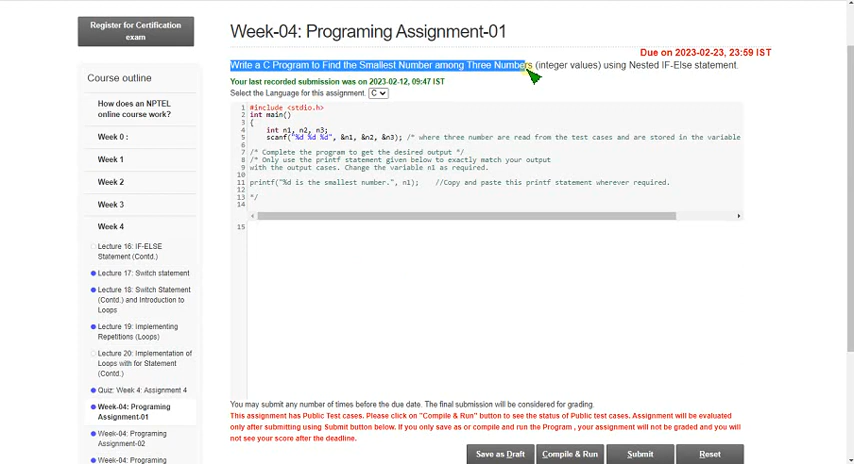 Register for Certification
exam
Course outline
How does an NPTEL
online course work?
Week 0 :
Week 1
Week 2
Week 3
Week 4
Lecture 16: IF-ELSE
Statement (Contd.)
Lecture 17: Switch statement
Lecture 18: Switch Statement
(Contd.) and Introduction to
Loops
Lecture 19: Implementing
Repetitions (Loops)
Lecture 20: Implementation of
Loops with for Statement
(Contd.)
Quiz: Week 4: Assignment 4
Week-04: Programing
Assignment-01
Week-04: Programing
Assignment-02
Week-04: Programing
Week-04: Programing Assignment-01
Due on 2023-02-23, 23:59 IST
Write a C Program to Find the Smallest Number among Three Numbers (integer values) using Nested IF-Else statement.
Your last recorded submission was on 2023-02-12, 09:47 IST
Select the Language for this assignment. C
1 #include <stdio.h>
2 int main()
3 {
4 int n1, n2, n3;
5 scanf("%d %d %d", &n1, &n2, &n3); /* where three number are read from the test cases and are stored in the variable
6
7 /* Complete the program to get the desired output */
8 /* Only use the printf statement given below to exactly match your output
9 with the output cases. Change the variable n1 as required.
10
11 printf("%d is the smallest number.", n1); //Copy and paste this printf statement wherever required.
12
13 */
14
15
You may submit any number of times before the due date. The final submission will be considered for grading.
This assignment has Public Test cases. Please click on "Compile & Run" button to see the status of Public test cases. Assignment will be evaluated
only after submitting using Submit button below. If you only save as or compile and run the Program , your assignment will not be graded and you will
not see your score after the deadline.
Save as Draft
Compile & Run
Submit
Reset